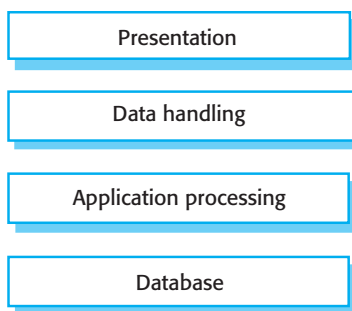 Presentation
Data handling
Application processing
Database